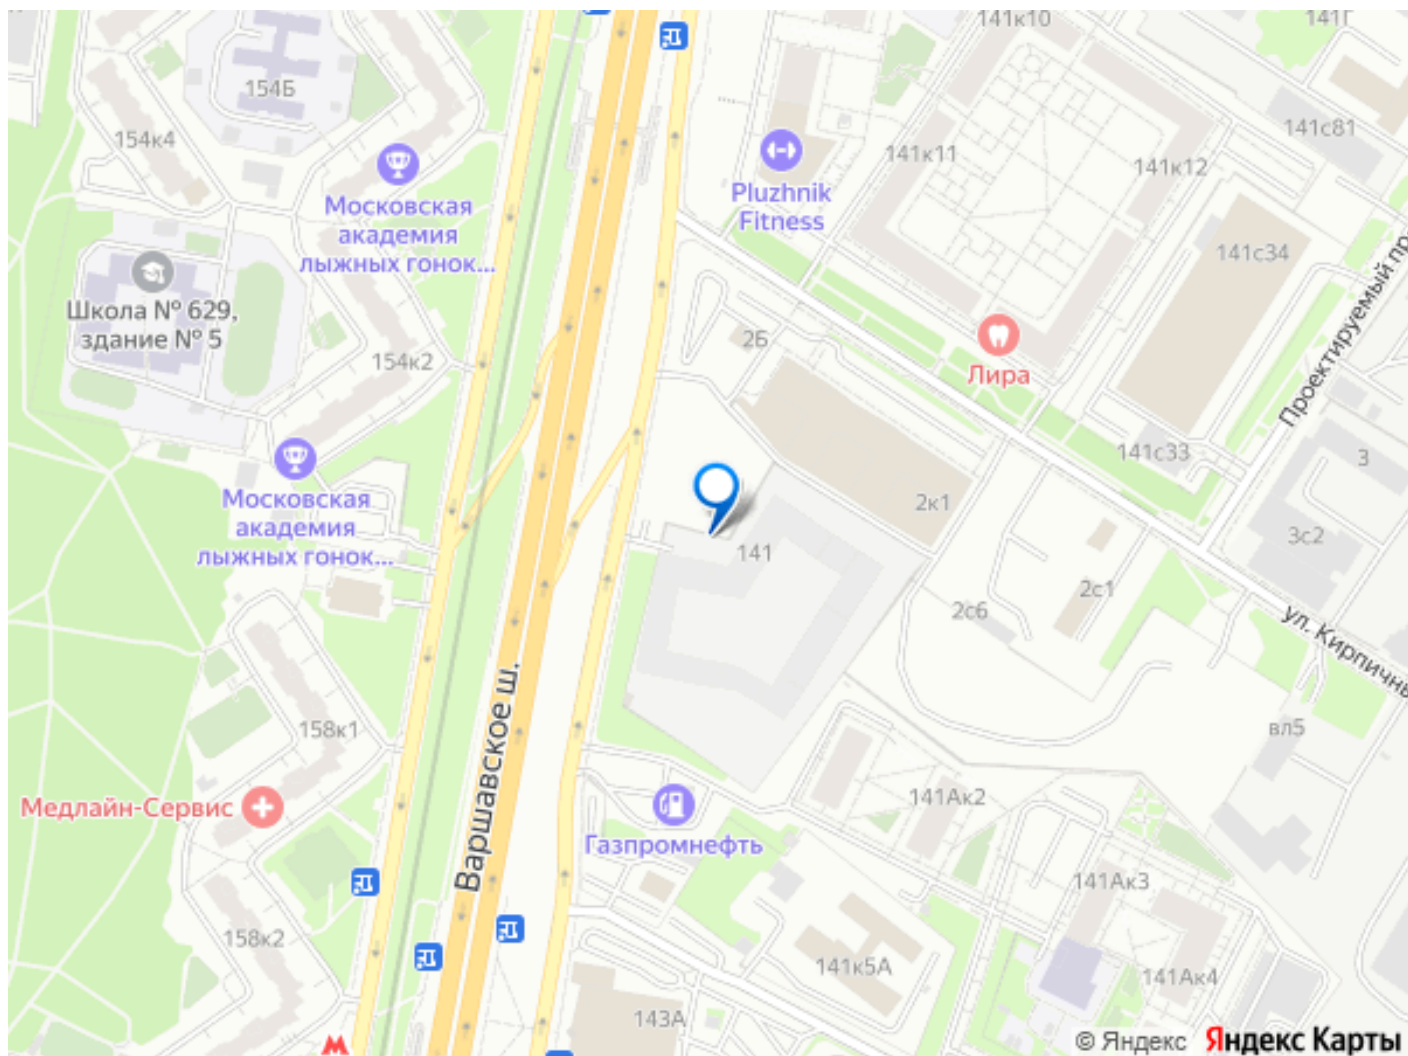 141к10
141Г
154Б
154к4
141с81
141к11
141к12
Pluzhnik
Fitness
Московская
академия
лыжных гонок...
141с34
Школа № 629,
здание № 5
2Б
154к2
Лира
Проектируемый пр
141с33
3
Московская
академия
лыжных гонок...
2к1
3с2
141
2с1
2с6
ул. Кирпичны
Варшавское ш.
158к1
вл5
Медлайн-Сервис
141Ак2
Газпромнефть
141Ак3
158к2
141к5А
141Ак4
143А
© Яндекс Яндекс Карты